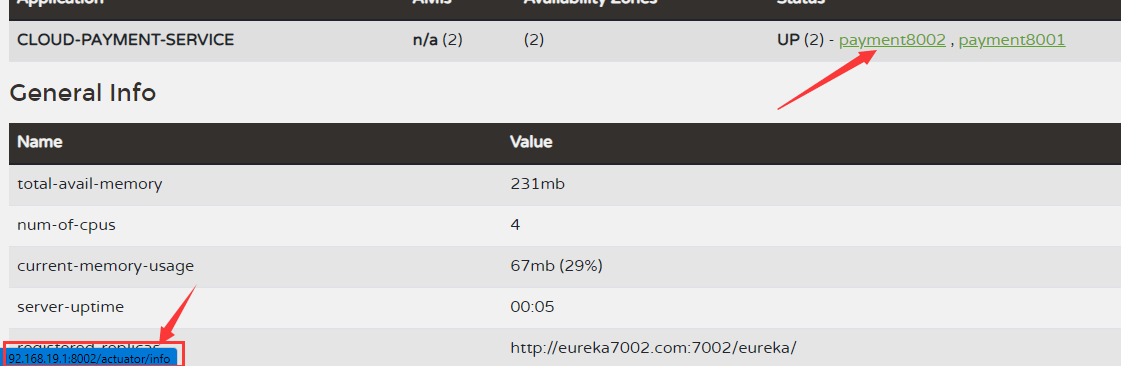 Application AMIs Availability Zones Status
CLOUD-PAYMENT-SERVICE n/a (2) (2) UP (2) - payment8002 , payment8001
General Info
Name Value
total-avail-memory 231mb
num-of-cpus 4
current-memory-usage 67mb (29%)
server-uptime 00:05
registered-replicas http://eureka7002.com:7002/eureka/
92.168.19.1:8002/actuator/info